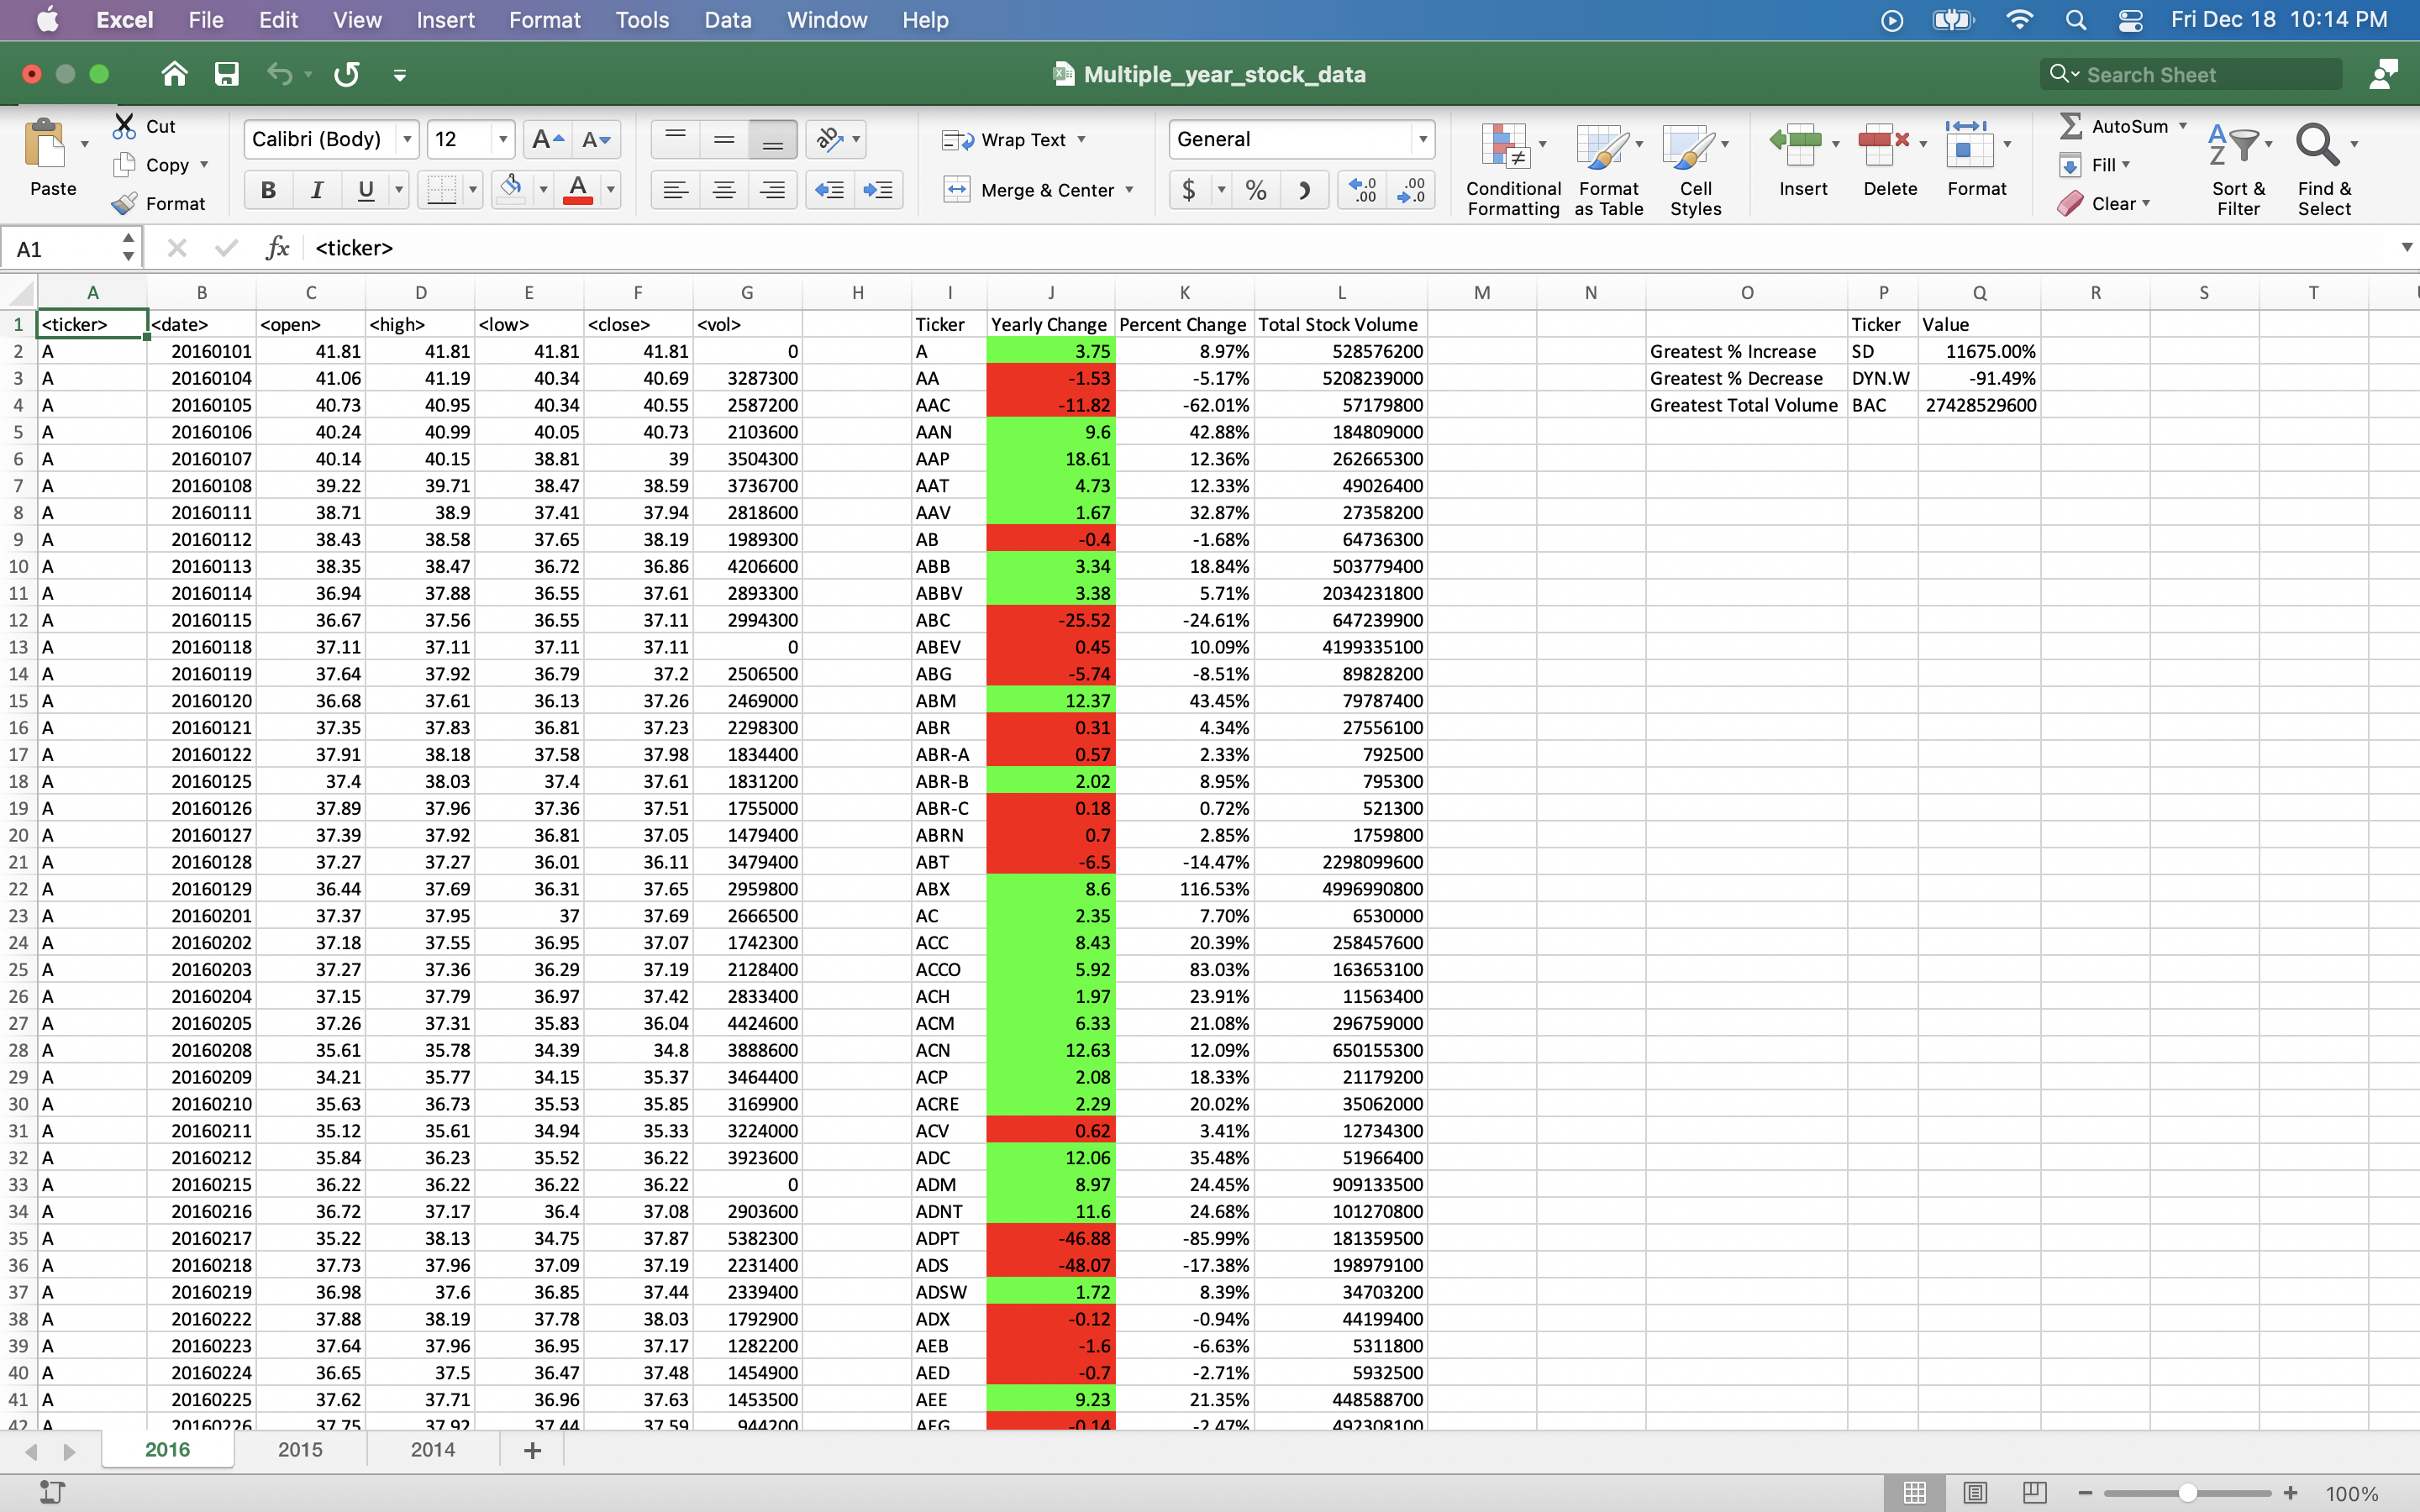 Excel File Edit View Insert Format Tools Data Window Help Fri Dec 18 10:14 PM
Multiple_year_stock_data Search Sheet
Paste Cut Copy Format
Calibri (Body) 12 A A
B I U A
ab Wrap Text
Merge & Center
General
$ % .0 .00 .00 .0
Conditional Formatting Format as Table Cell Styles
Insert Delete Format
AutoSum Fill Clear
Sort & Filter Find & Select
A1 fx <ticker>
A B C D E F G H I J K L M N O P Q R S T
1 <ticker> <date> <open> <high> <low> <close> <vol> Ticker Yearly Change Percent Change Total Stock Volume Ticker Value
2 A 20160101 41.81 41.81 41.81 41.81 0 A 3.75 8.97% 528576200 Greatest % Increase SD 11675.00%
3 A 20160104 41.06 41.19 40.34 40.69 3287300 AA -1.53 -5.17% 5208239000 Greatest % Decrease DYN.W -91.49%
4 A 20160105 40.73 40.95 40.34 40.55 2587200 AAC -11.82 -62.01% 57179800 Greatest Total Volume BAC 27428529600
5 A 20160106 40.24 40.99 40.05 40.73 2103600 AAN 9.6 42.88% 184809000
6 A 20160107 40.14 40.15 38.81 39 3504300 AAP 18.61 12.36% 262665300
7 A 20160108 39.22 39.71 38.47 38.59 3736700 AAT 4.73 12.33% 49026400
8 A 20160111 38.71 38.9 37.41 37.94 2818600 AAV 1.67 32.87% 27358200
9 A 20160112 38.43 38.58 37.65 38.19 1989300 AB -0.4 -1.68% 64736300
10 A 20160113 38.35 38.47 36.72 36.86 4206600 ABB 3.34 18.84% 503779400
11 A 20160114 36.94 37.88 36.55 37.61 2893300 ABBV 3.38 5.71% 2034231800
12 A 20160115 36.67 37.56 36.55 37.11 2994300 ABC -25.52 -24.61% 647239900
13 A 20160118 37.11 37.11 37.11 37.11 0 ABEV 0.45 10.09% 4199335100
14 A 20160119 37.64 37.92 36.79 37.2 2506500 ABG -5.74 -8.51% 89828200
15 A 20160120 36.68 37.61 36.13 37.26 2469000 ABM 12.37 43.45% 79787400
16 A 20160121 37.35 37.83 36.81 37.23 2298300 ABR 0.31 4.34% 27556100
17 A 20160122 37.91 38.18 37.58 37.98 1834400 ABR-A 0.57 2.33% 792500
18 A 20160125 37.4 38.03 37.4 37.61 1831200 ABR-B 2.02 8.95% 795300
19 A 20160126 37.89 37.96 37.36 37.51 1755000 ABR-C 0.18 0.72% 521300
20 A 20160127 37.39 37.92 36.81 37.05 1479400 ABRN 0.7 2.85% 1759800
21 A 20160128 37.27 37.27 36.01 36.11 3479400 ABT -6.5 -14.47% 2298099600
22 A 20160129 36.44 37.69 36.31 37.65 2959800 ABX 8.6 116.53% 4996990800
23 A 20160201 37.37 37.95 37 37.69 2666500 AC 2.35 7.70% 6530000
24 A 20160202 37.18 37.55 36.95 37.07 1742300 ACC 8.43 20.39% 258457600
25 A 20160203 37.27 37.36 36.29 37.19 2128400 ACCO 5.92 83.03% 163653100
26 A 20160204 37.15 37.79 36.97 37.42 2833400 ACH 1.97 23.91% 11563400
27 A 20160205 37.26 37.31 35.83 36.04 4424600 ACM 6.33 21.08% 296759000
28 A 20160208 35.61 35.78 34.39 34.8 3888600 ACN 12.63 12.09% 650155300
29 A 20160209 34.21 35.77 34.15 35.37 3464400 ACP 2.08 18.33% 21179200
30 A 20160210 35.63 36.73 35.53 35.85 3169900 ACRE 2.29 20.02% 35062000
31 A 20160211 35.12 35.61 34.94 35.33 3224000 ACV 0.62 3.41% 12734300
32 A 20160212 35.84 36.23 35.52 36.22 3923600 ADC 12.06 35.48% 51966400
33 A 20160215 36.22 36.22 36.22 36.22 0 ADM 8.97 24.45% 909133500
34 A 20160216 36.72 37.17 36.4 37.08 2903600 ADNT 11.6 24.68% 101270800
35 A 20160217 35.22 38.13 34.75 37.87 5382300 ADPT -46.88 -85.99% 181359500
36 A 20160218 37.73 37.96 37.09 37.19 2231400 ADS -48.07 -17.38% 198979100
37 A 20160219 36.98 37.6 36.85 37.44 2339400 ADSW 1.72 8.39% 34703200
38 A 20160222 37.88 38.19 37.78 38.03 1792900 ADX -0.12 -0.94% 44199400
39 A 20160223 37.64 37.96 36.95 37.17 1282200 AEB -1.6 -6.63% 5311800
40 A 20160224 36.65 37.5 36.47 37.48 1454900 AED -0.7 -2.71% 5932500
41 A 20160225 37.62 37.71 36.96 37.63 1453500 AEE 9.23 21.35% 448588700
42 A 20160226 37.75 37.92 37.44 37.59 944200 AEG -0.14 -2.47% 492308100
2016 2015 2014 +
100%